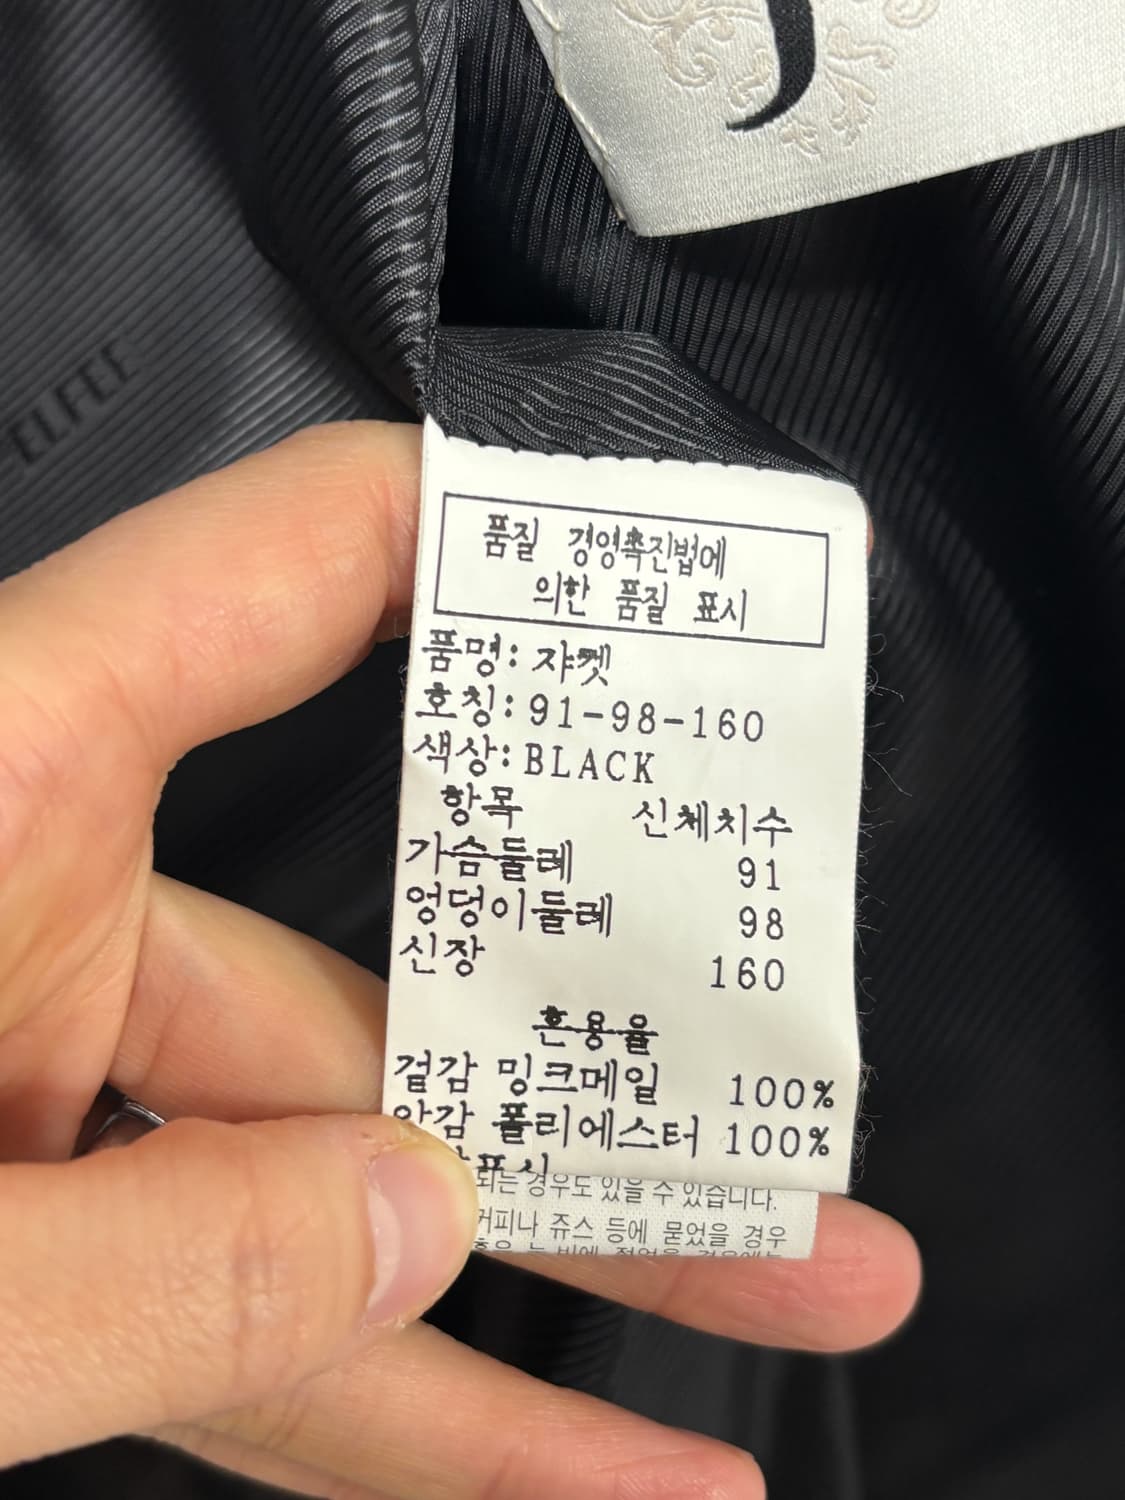 ELFEE
품질 경영촉진법에
의한 품질 표시
품명: 쟈켓
호칭: 91-98-160
색상: BLACK
항목 신체치수
가슴둘레 91
엉덩이둘레 98
신장 160
혼용율
겉감 밍크메일 100%
안감 폴리에스터 100%
되는 경우도 있을 수 있습니다.
커피나 쥬스 등에 묻었을 경우